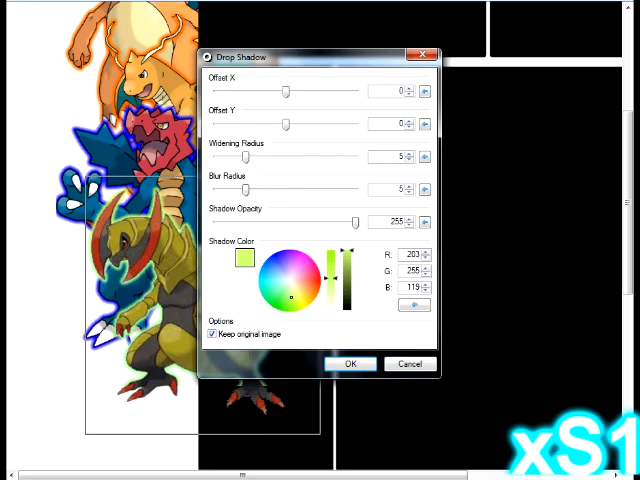 Drop Shadow
Offset X
0
Offset Y
0
Widening Radius
5
Blur Radius
5
Shadow Opacity
255
Shadow Color
R: 203
G: 255
B: 119
Options
Keep original image
OK Cancel
xS1